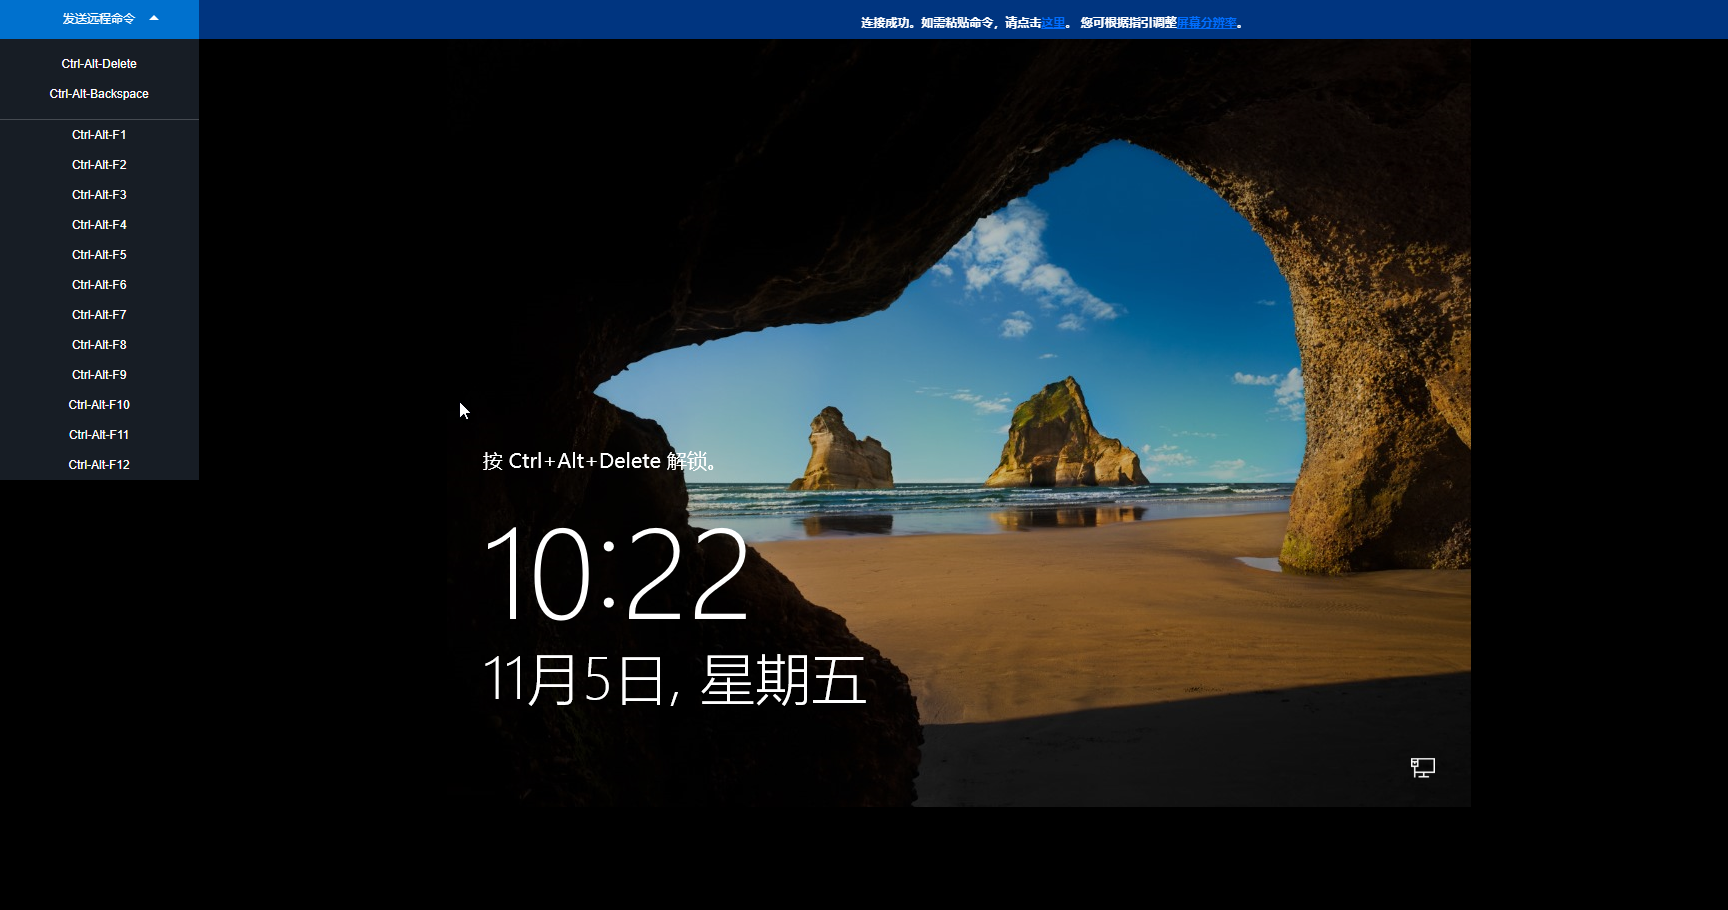 发送远程命令
连接成功。如需粘贴命令，请点击这里。 您可根据指引调整屏幕分辨率。
Ctrl-Alt-Delete
Ctrl-Alt-Backspace
Ctrl-Alt-F1
Ctrl-Alt-F2
Ctrl-Alt-F3
Ctrl-Alt-F4
Ctrl-Alt-F5
Ctrl-Alt-F6
Ctrl-Alt-F7
Ctrl-Alt-F8
Ctrl-Alt-F9
Ctrl-Alt-F10
Ctrl-Alt-F11
Ctrl-Alt-F12
按 Ctrl+Alt+Delete 解锁。
10:22
11月5日, 星期五